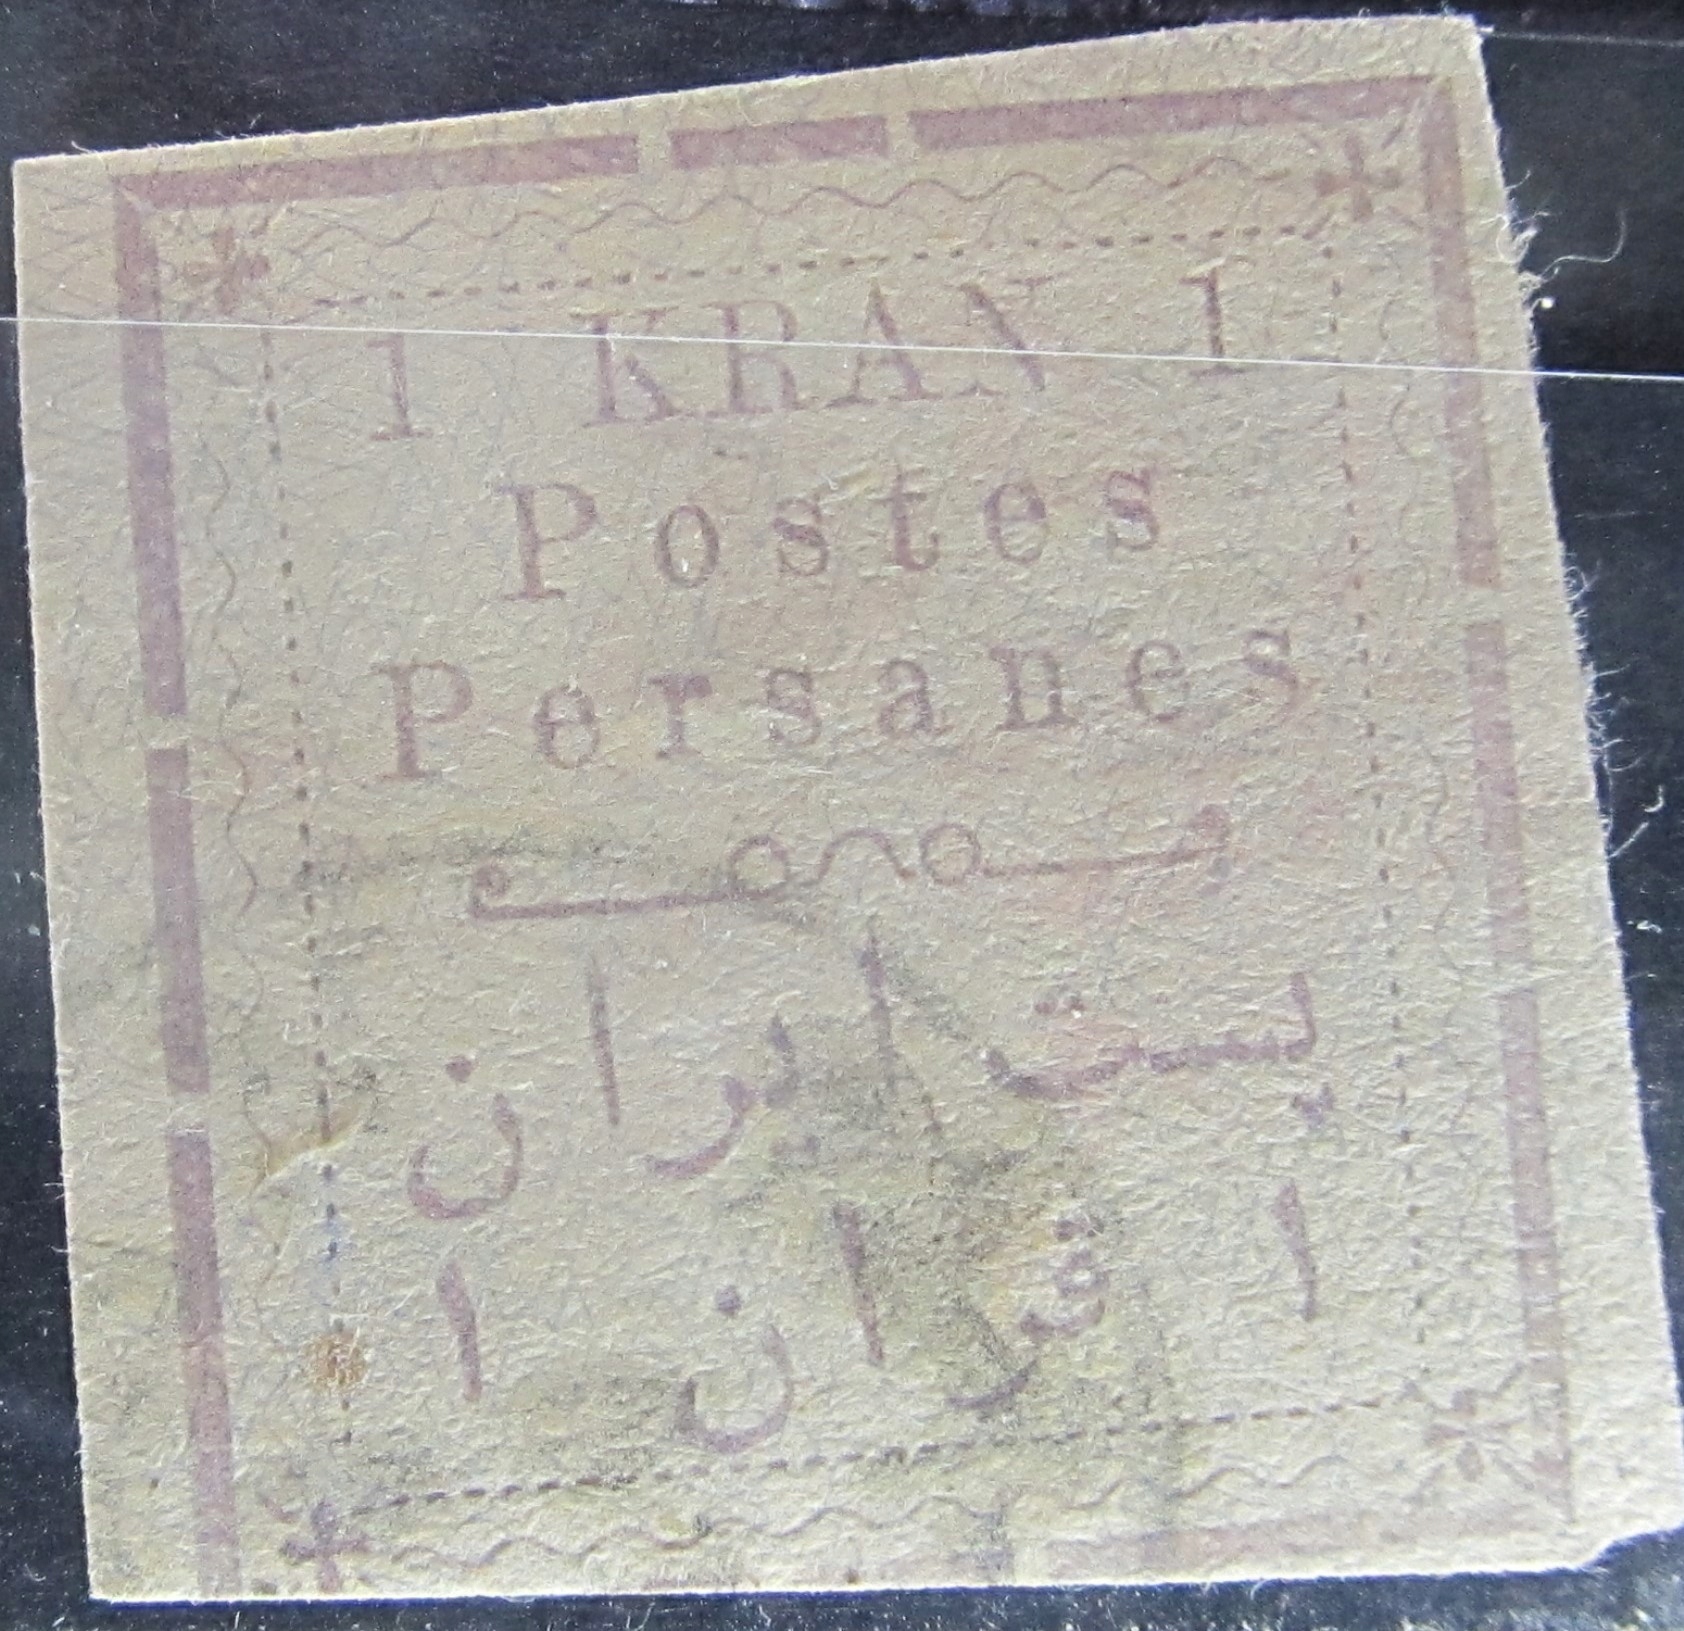 1 KRAN 1
Postes
Persanes
پست ایران
۱ قران ۱